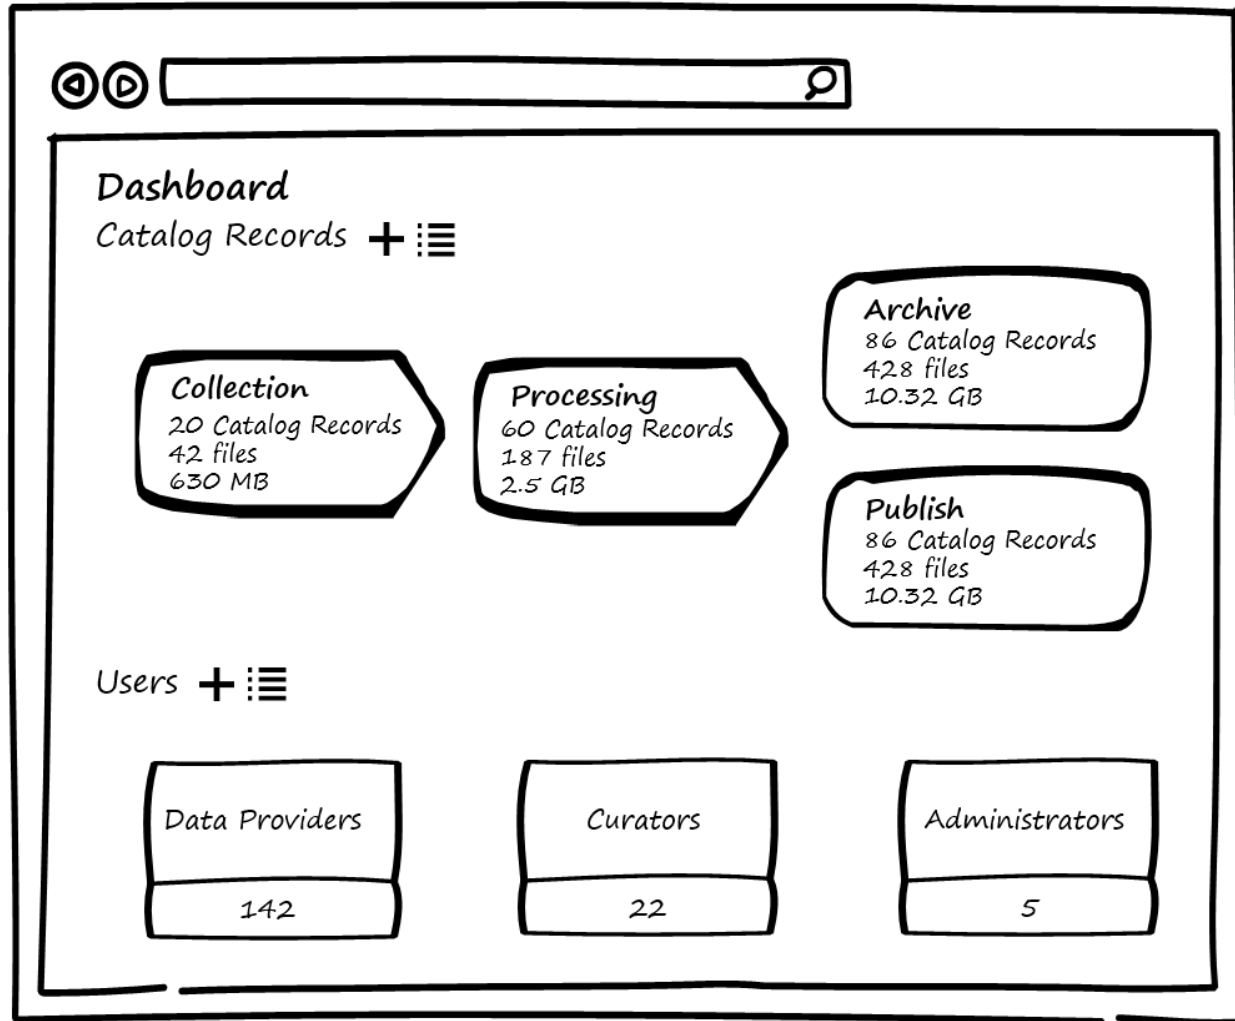 Dashboard
Catalog Records
Collection
20 Catalog Records
42 files
630 MB
Processing
60 Catalog Records
187 files
2.5 GB
Archive
86 Catalog Records
428 files
10.32 GB
Publish
86 Catalog Records
428 files
10.32 GB
Users
Data Providers
142
Curators
22
Administrators
5